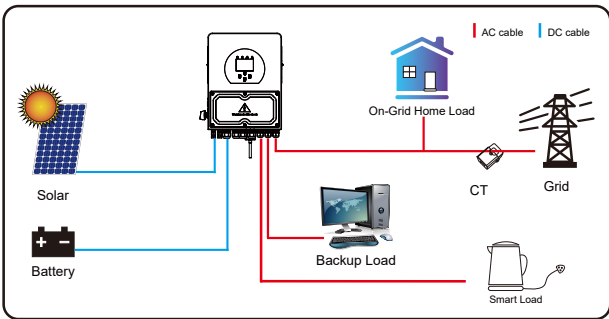 AC cable
DC cable
On-Grid Home Load
CT
Grid
Solar
Battery
Backup Load
Smart Load